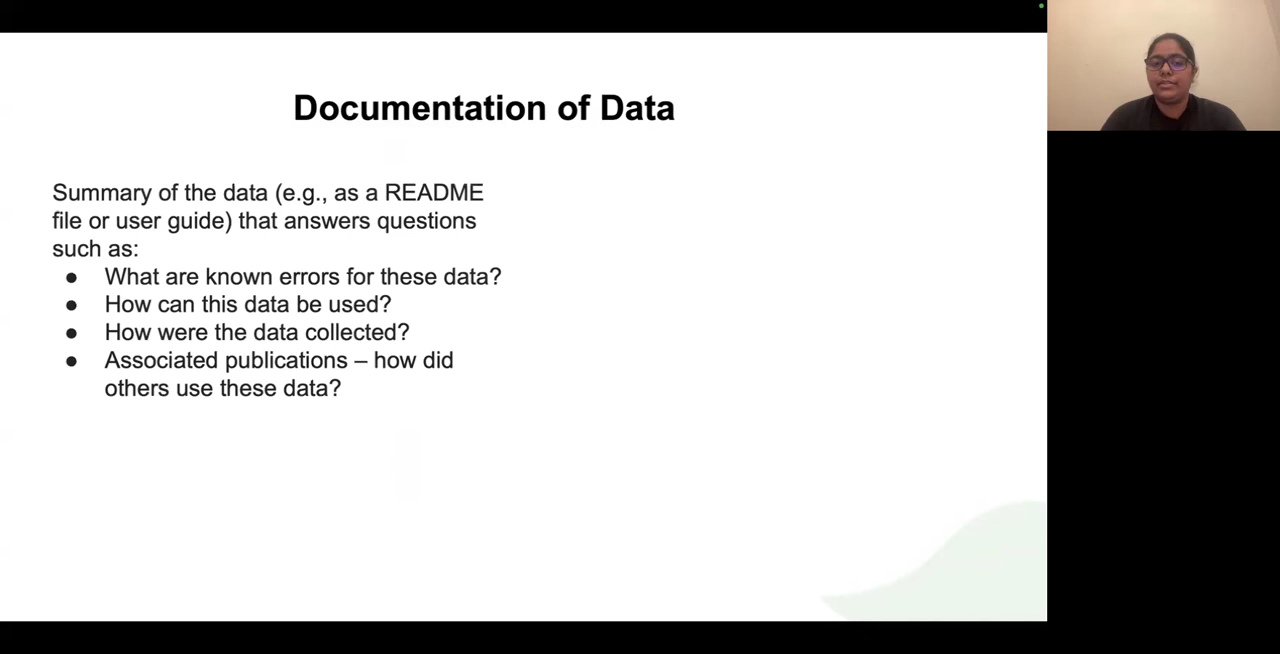 Documentation of Data
Summary of the data (e.g., as a README
file or user guide) that answers questions
such as:
● What are known errors for these data?
● How can this data be used?
● How were the data collected?
● Associated publications – how did
others use these data?